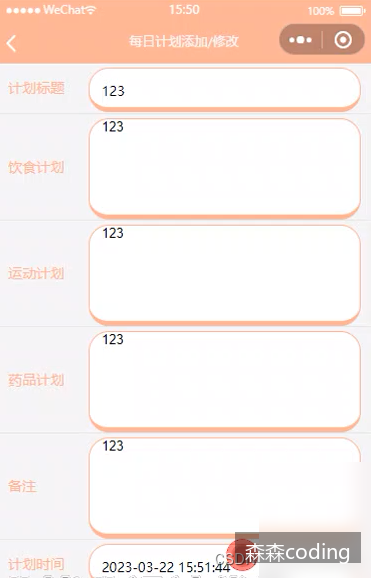 WeChat 15:50 100%
每日计划添加/修改
计划标题 123
饮食计划 123
运动计划 123
药品计划 123
备注 123
计划时间 2023-03-22 15:51:44
森森coding